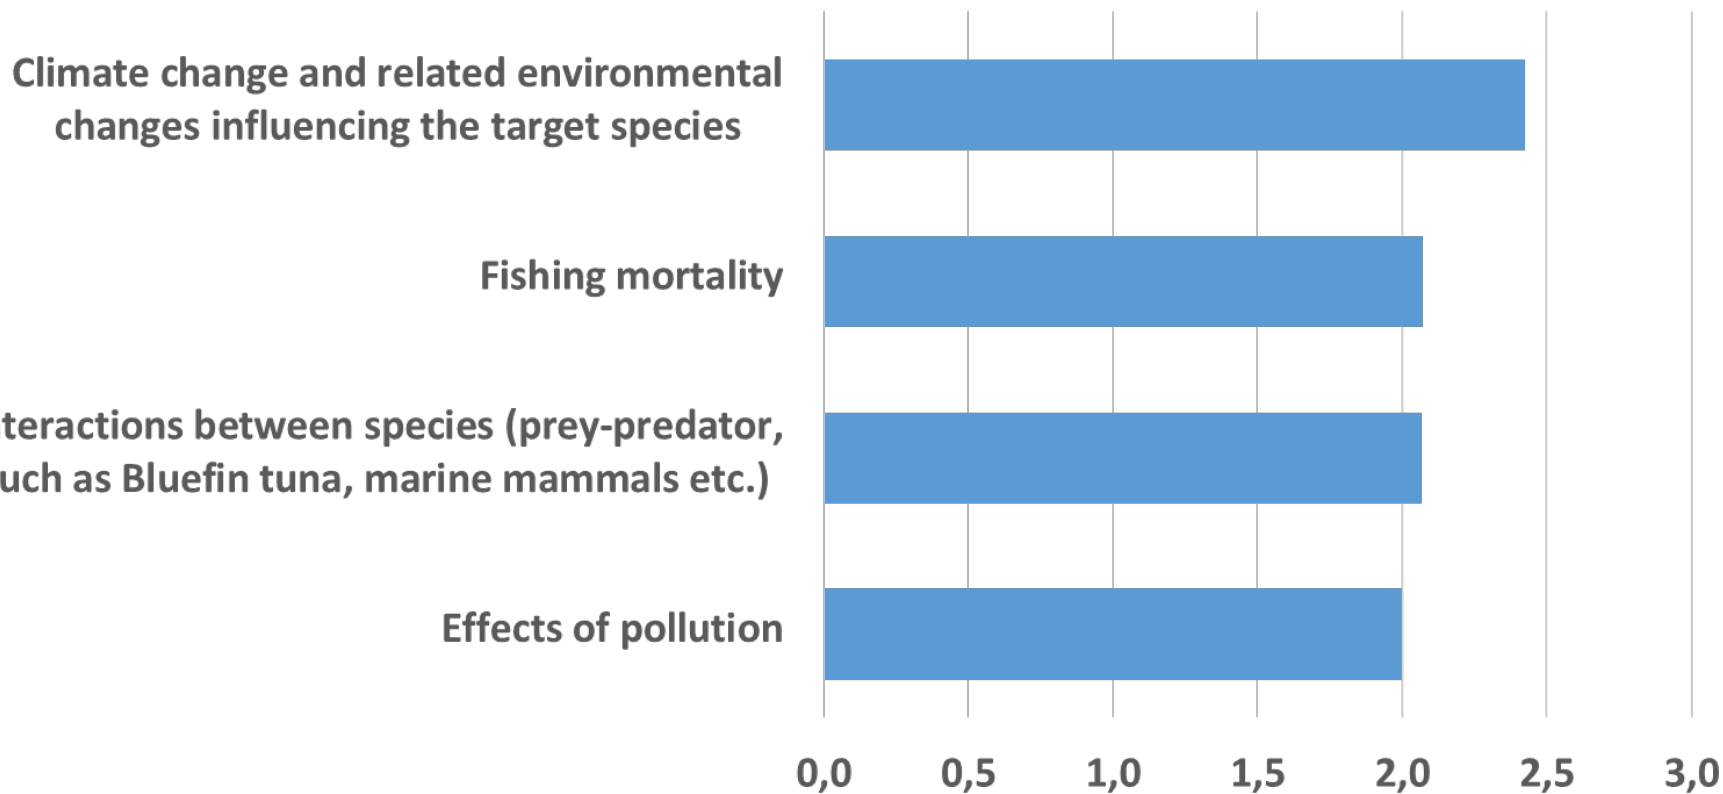 Climate change and related environmental
changes influencing the target species
Fishing mortality
nteractions between species (prey-predator,
uch as Bluefin tuna, marine mammals etc.)
Effects of pollution
0,0 0,5 1,0 1,5 2,0 2,5 3,0